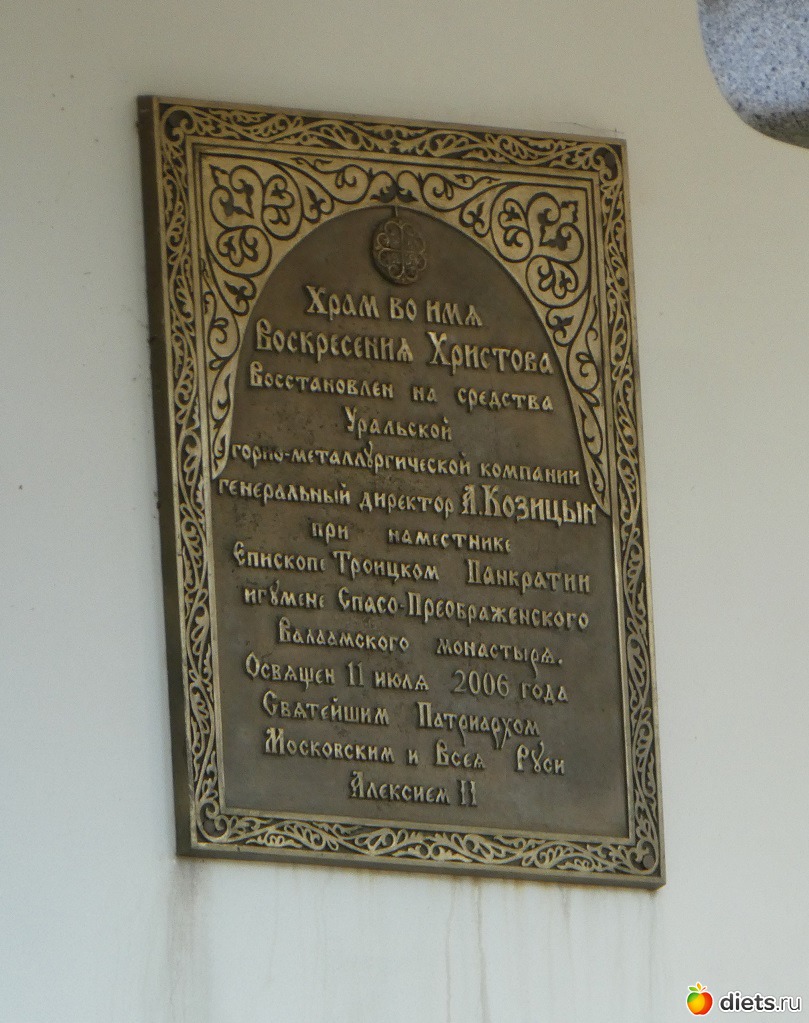 Храм во имя
Воскресения Христова
Восстановлен на средства
Уральской
горно-металлургической компании
генеральный директор А.Козицын
при наместнике
Епископе Троицком Панкратии
игумене Спасо-Преображенского
Валаамского монастыря.
Освящен 11 июля 2006 года
Святейшим Патриархом
Московским и Всея Руси
Алексием II
diets.ru